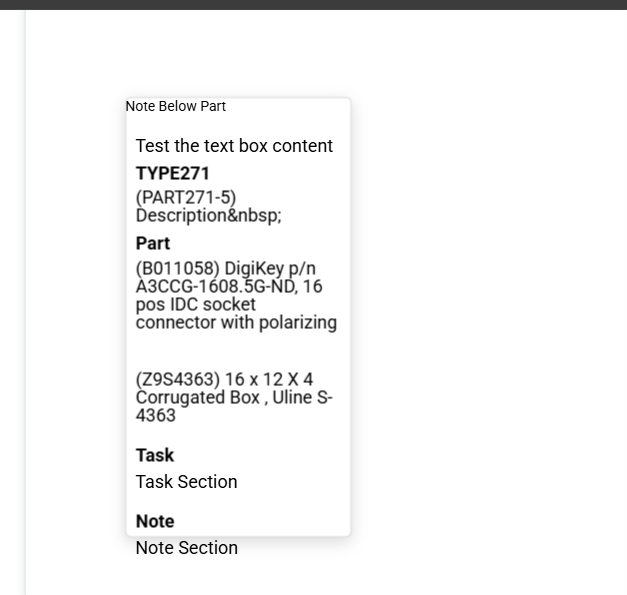 Note Below Part
Test the text box content
TYPE271
(PART271-5)
Description&nbsp;
Part
(B011058) DigiKey p/n
A3CCG-1608.5G-ND, 16
pos IDC socket
connector with polarizing
(Z9S4363) 16 x 12 X 4
Corrugated Box , Uline S-
4363
Task
Task Section
Note
Note Section